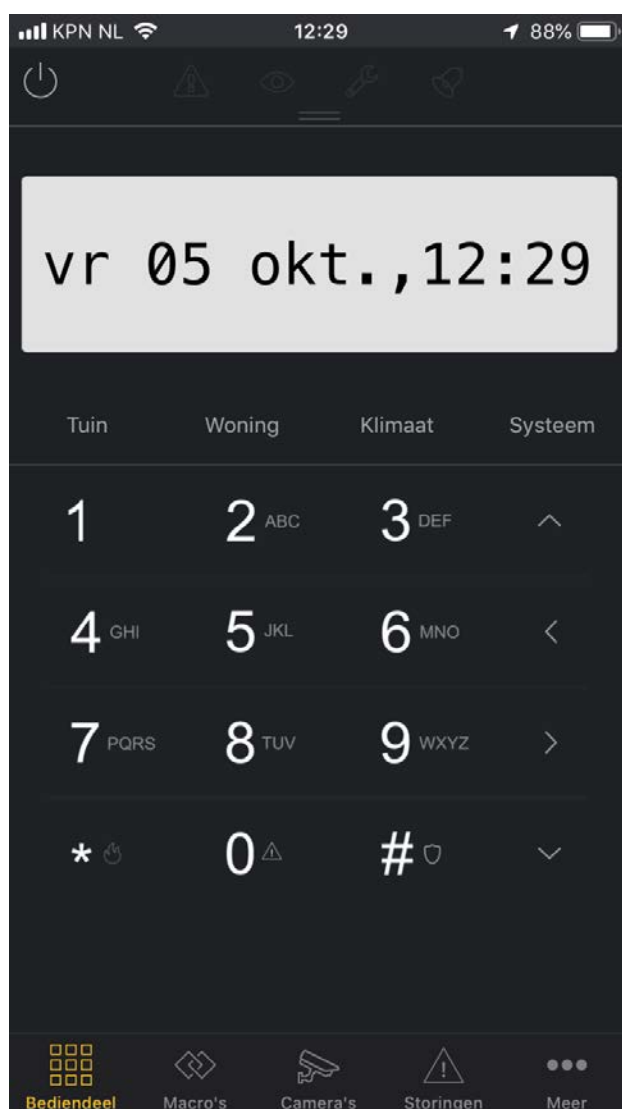 KPN NL 12:29 88%
vr 05 okt.,12:29
Tuin Woning Klimaat Systeem
1 2 ABC 3 DEF
4 GHI 5 JKL 6 MNO
7 PQRS 8 TUV 9 WXYZ
* 0 #
Bediendeel Macro's Camera's Storingen Meer